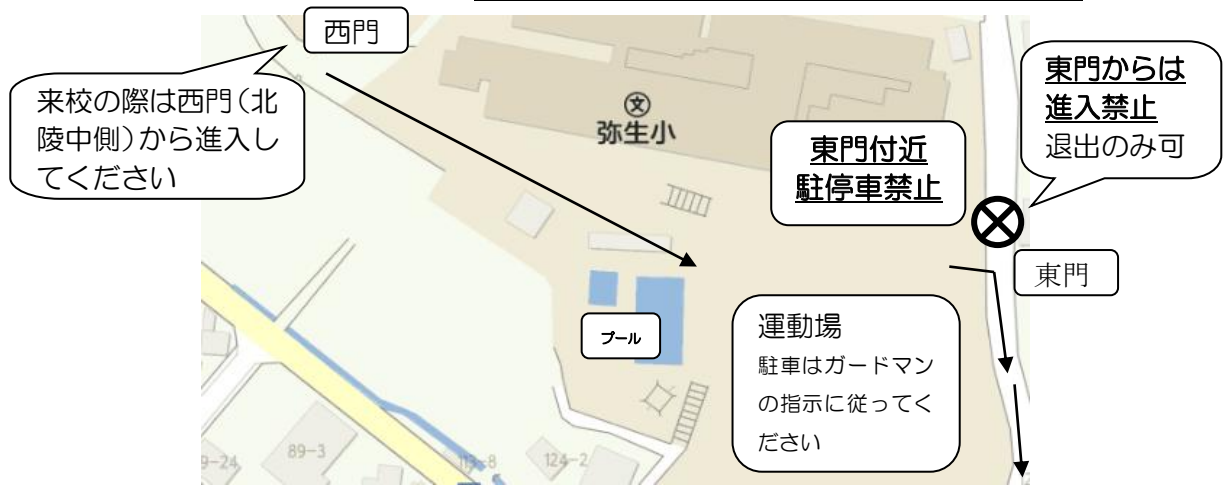 西門
来校の際は西門(北
陵中側)から進入し
てください
文
弥生小
東門付近
駐停車禁止
東門からは
進入禁止
退出のみ可
東門
プール
運動場
駐車はガードマン
の指示に従ってく
ださい
89-3
9-24
124-2